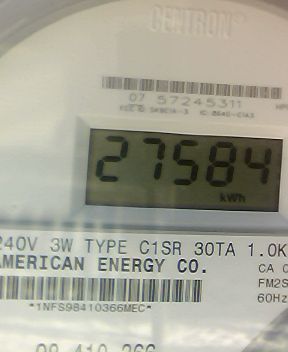 CENTRON®
07 57245311
27584
kWh
240V 3W TYPE C1SR 30TA 1.0K
AMERICAN ENERGY CO.
CA
FM2S
60Hz
*1NFS98410366MEC*
98 410 366